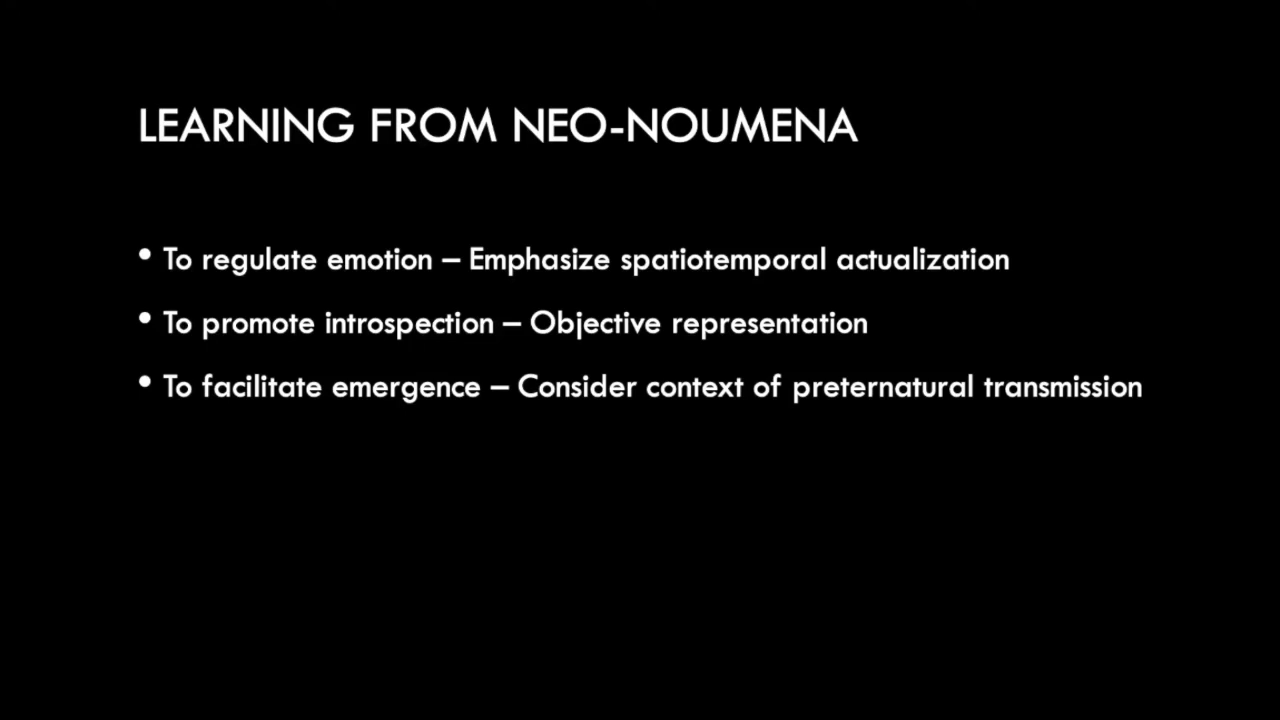 LEARNING FROM NEO-NOUMENA
• To regulate emotion – Emphasize spatiotemporal actualization
• To promote introspection – Objective representation
• To facilitate emergence – Consider context of preternatural transmission